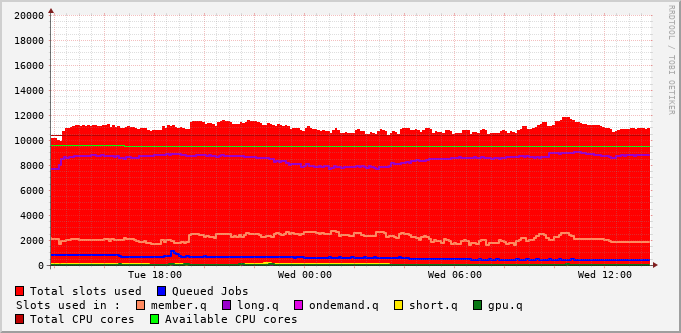 20000
18000
16000
14000
12000
10000
8000
6000
4000
2000
0
Tue 18:00 Wed 00:00 Wed 06:00 Wed 12:00
RRDTOOL / TOBI OETIKER
Total slots used Queued Jobs
Slots used in : member.q long.q ondemand.q short.q gpu.q
Total CPU cores Available CPU cores